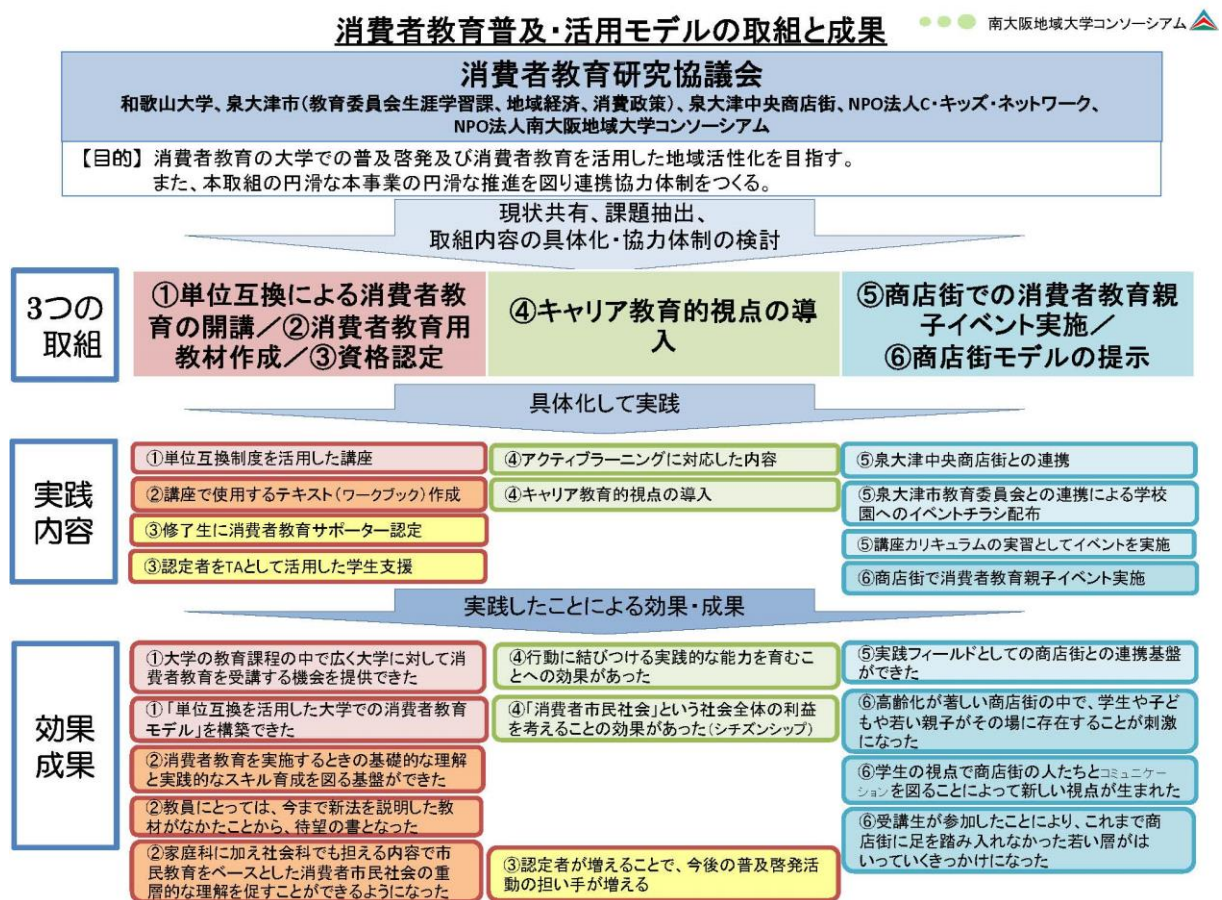 消費者教育普及・活用モデルの取組と成果
南大阪地域大学コンソーシアム
消費者教育研究協議会
和歌山大学、泉大津市(教育委員会生涯学習課、地域経済、消費政策)、泉大津中央商店街、NPO法人C・キッズ・ネットワーク、
NPO法人南大阪地域大学コンソーシアム
【目的】 消費者教育の大学での普及啓発及び消費者教育を活用した地域活性化を目指す。
また、本取組の円滑な本事業の円滑な推進を図り連携協力体制をつくる。
現状共有、課題抽出、
取組内容の具体化・協力体制の検討
3つの
取組
①単位互換による消費者教
育の開講/②消費者教育用
教材作成/③資格認定
④キャリア教育的視点の導
入
⑤商店街での消費者教育親
子イベント実施/
⑥商店街モデルの提示
具体化して実践
実践
内容
①単位互換制度を活用した講座
②講座で使用するテキスト(ワークブック)作成
③修了生に消費者教育サポーター認定
③認定者をTAとして活用した学生支援
④アクティブラーニングに対応した内容
④キャリア教育的視点の導入
⑤泉大津中央商店街との連携
⑤泉大津市教育委員会との連携による学校
園へのイベントチラシ配布
⑤講座カリキュラムの実習としてイベントを実施
⑥商店街で消費者教育親子イベント実施
実践したことによる効果・成果
効果
成果
①大学の教育課程の中で広く大学に対して消
費者教育を受講する機会を提供できた
①「単位互換を活用した大学での消費者教育
モデル」を構築できた
②消費者教育を実施するときの基礎的な理解
と実践的なスキル育成を図る基盤ができた
②教員にとっては、今まで新法を説明した教
材がなかたことから、待望の書となった
②家庭科に加え社会科でも担える内容で市
民教育をベースとした消費者市民社会の重
層的な理解を促すことができるようになった
④行動に結びつける実践的な能力を育むこ
とへの効果があった
④「消費者市民社会」という社会全体の利益
を考えることの効果があった(シチズンシップ)
③認定者が増えることで、今後の普及啓発活
動の担い手が増える
⑤実践フィールドとしての商店街との連携基盤
ができた
⑥高齢化が著しい商店街の中で、学生や子ど
もや若い親子がその場に存在することが刺激
になった
⑥学生の視点で商店街の人たちとコミュニケー
ションを図ることによって新しい視点が生まれた
⑥受講生が参加したことにより、これまで商
店街に足を踏み入れなかった若い層がは
いっていくきっかけになった